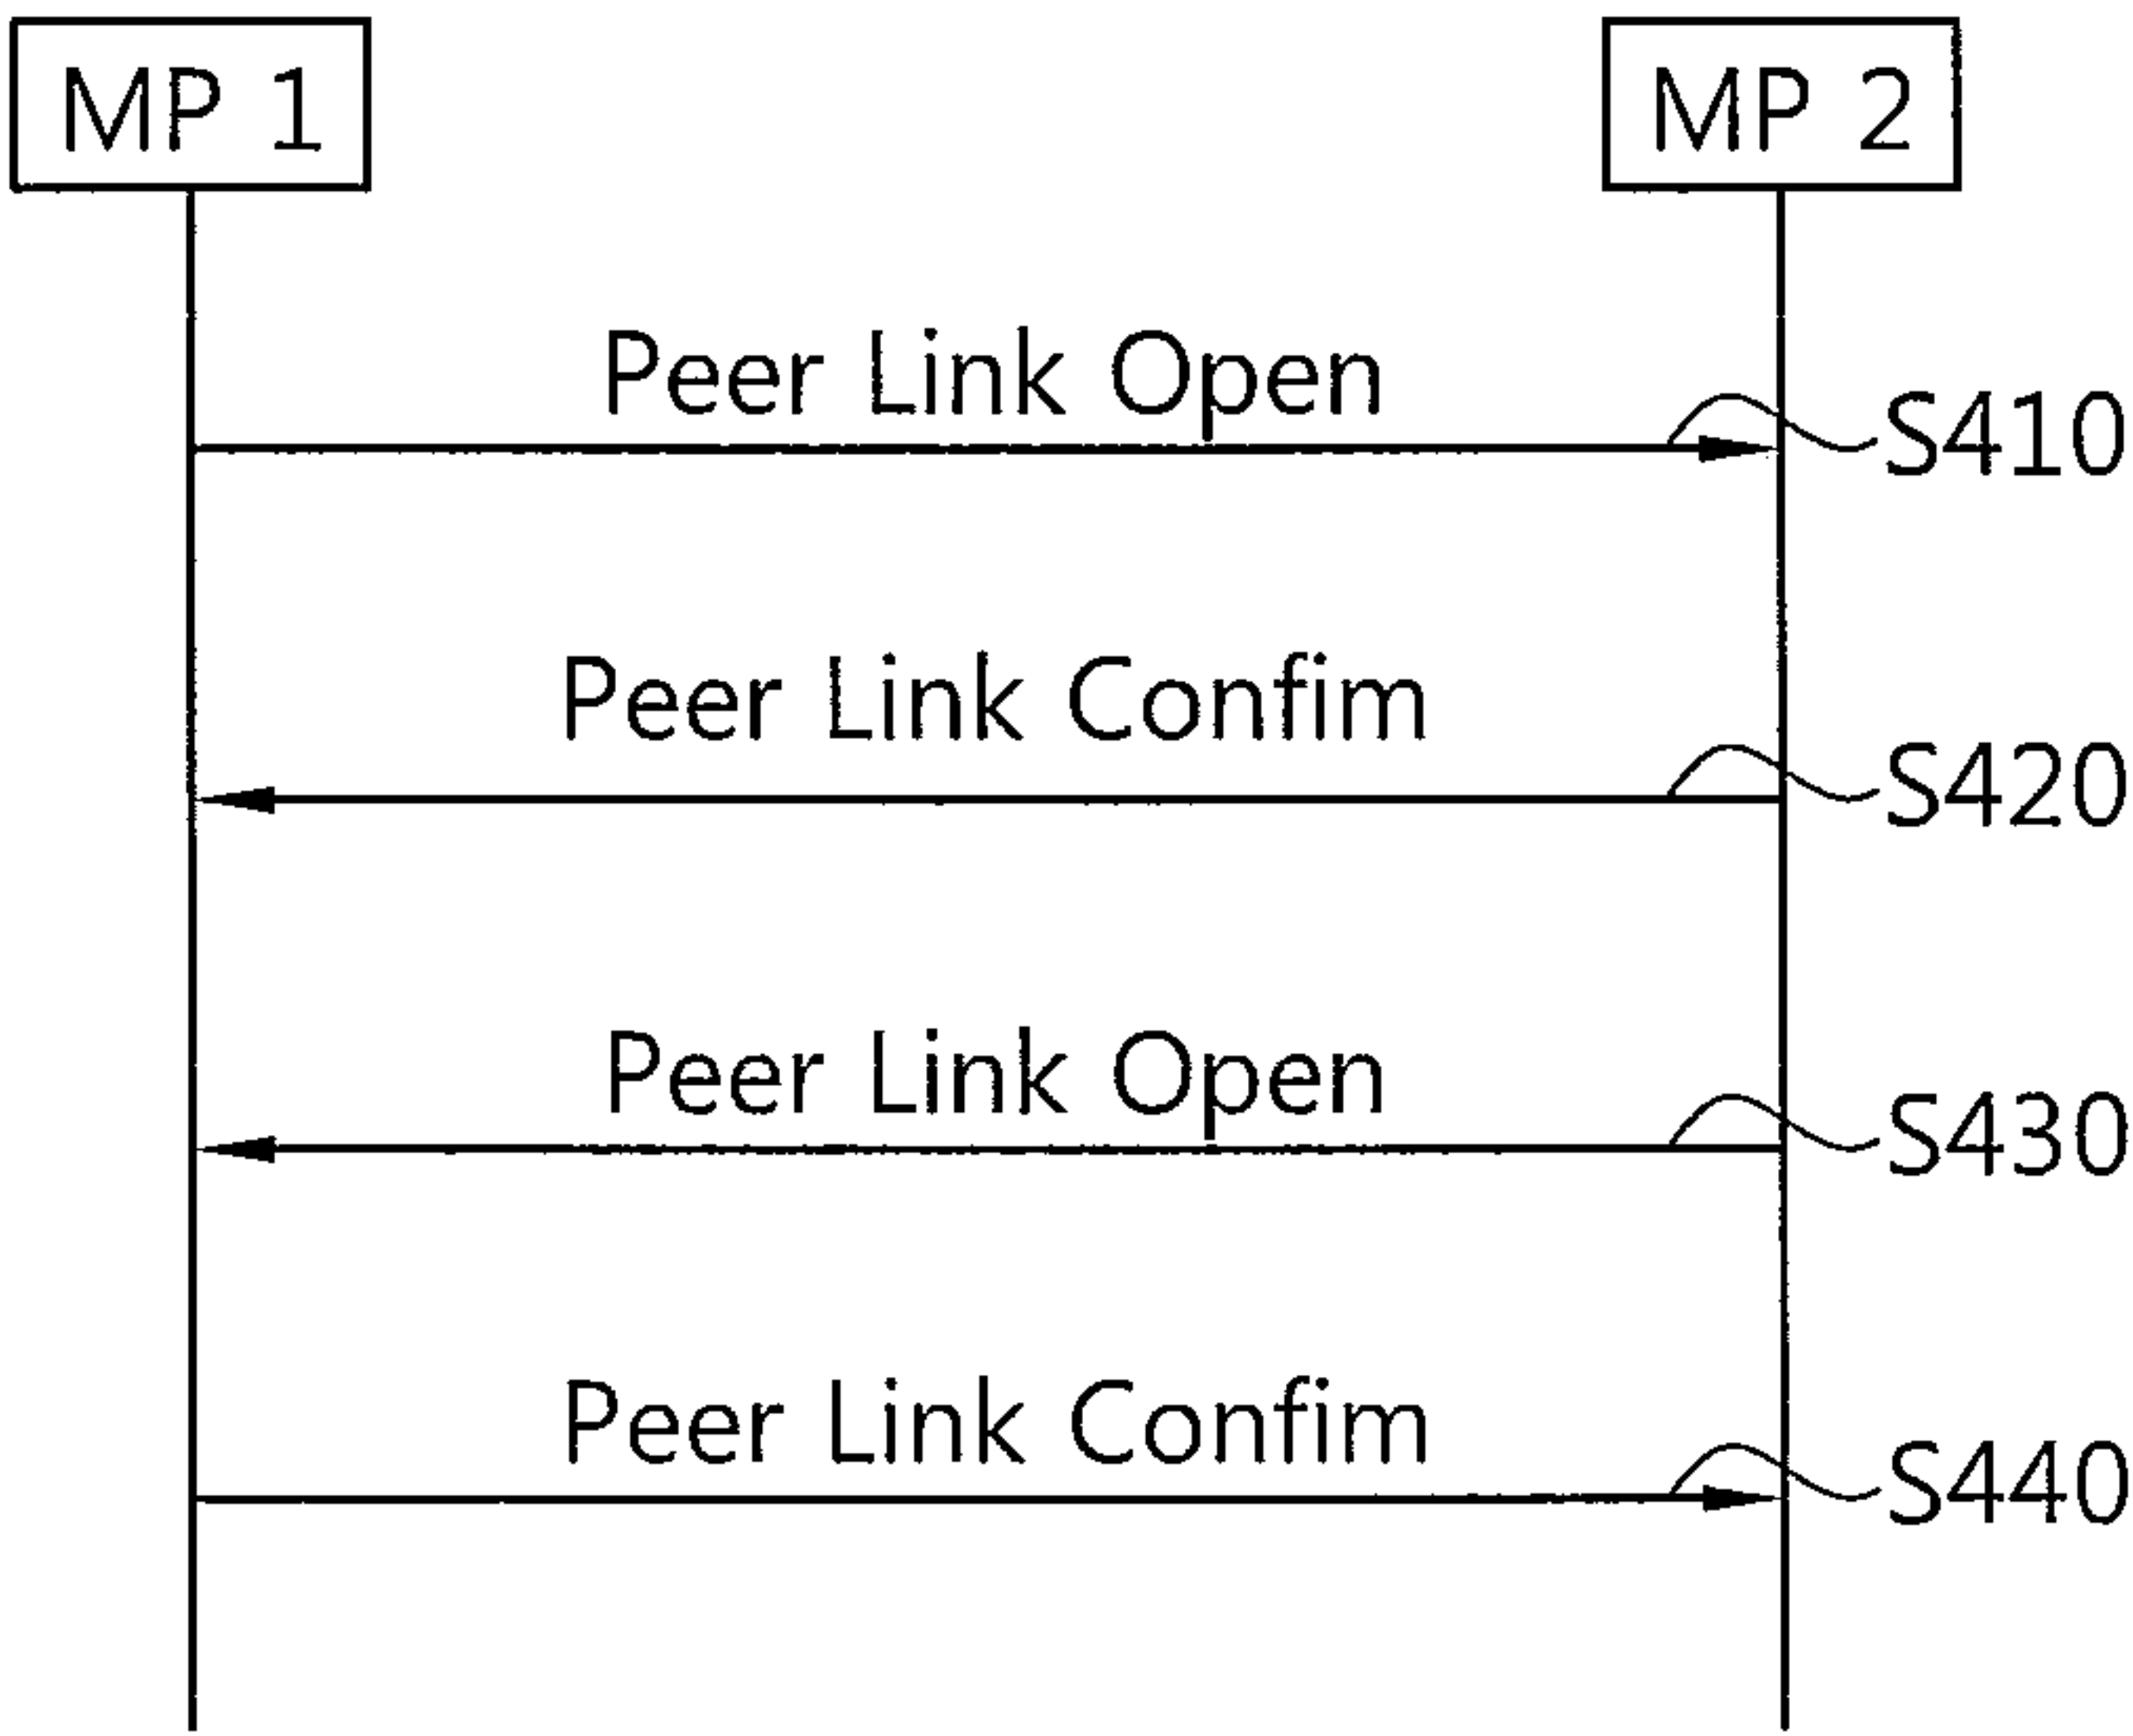 MP 1
MP 2
Peer Link Open
S410
Peer Link Confim
S420
Peer Link Open
S430
Peer Link Confim
S440